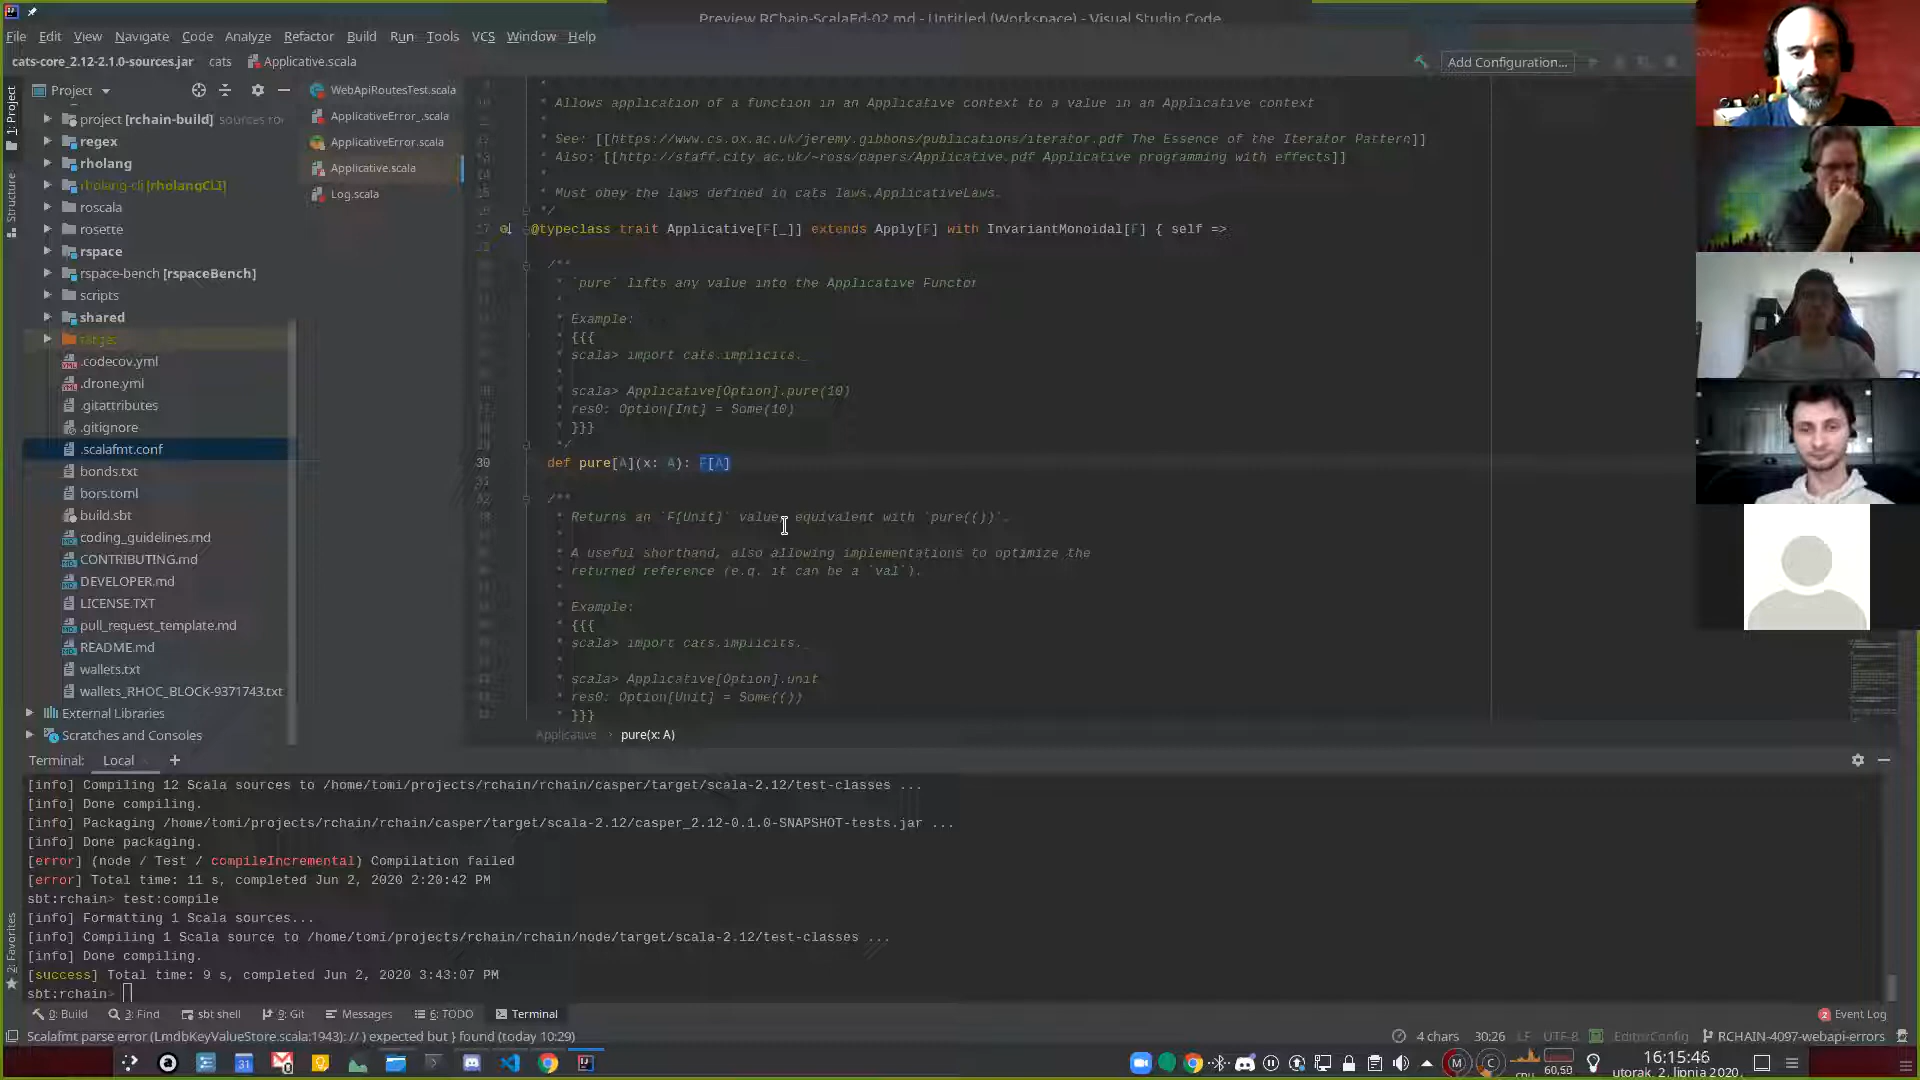 Preview RChain-ScalaEd-02.md - Untitled (Workspace) - Visual Studio Code
File Edit View Navigate Code Analyze Refactor Build Run Tools VCS Window Help
cats-core_2.12-2.1.0-sources.jar cats Applicative.scala Add Configuration...
1: Project
Structure
2: Favorites
Project
project [rchain-build] sources
regex
rholang
rholang-cli [rholangCLI]
roscala
rosette
rspace
rspace-bench [rspaceBench]
scripts
shared
target
.codecov.yml
.drone.yml
.gitattributes
.gitignore
.scalafmt.conf
bonds.txt
bors.toml
build.sbt
coding_guidelines.md
CONTRIBUTING.md
DEVELOPER.md
LICENSE.TXT
pull_request_template.md
README.md
wallets.txt
wallets_RHOC_BLOCK-9371743.txt
External Libraries
Scratches and Consoles
WebApiRoutesTest.scala
ApplicativeError_.scala
ApplicativeError.scala
Applicative.scala
Log.scala
*
* Allows application of a function in an Applicative context to a value in an Applicative context
*
* See: [[https://www.cs.ox.ac.uk/jeremy.gibbons/publications/iterator.pdf The Essence of the Iterator Pattern]]
* Also: [[http://staff.city.ac.uk/~ross/papers/Applicative.pdf Applicative programming with effects]]
*
* Must obey the laws defined in cats.laws.ApplicativeLaws.
*/
@typeclass trait Applicative[F[_]] extends Apply[F] with InvariantMonoidal[F] { self =>
/**
* `pure` lifts any value into the Applicative Functor
*
* Example:
* {{{
* scala> import cats.implicits._
*
* scala> Applicative[Option].pure(10)
* res0: Option[Int] = Some(10)
* }}}
*/
30 def pure[A](x: A): F[A]
/**
* Returns an `F[Unit]` value, equivalent with `pure(())`.
*
* A useful shorthand, also allowing implementations to optimize the
* returned reference (e.g. it can be a `val`).
*
* Example:
* {{{
* scala> import cats.implicits._
*
* scala> Applicative[Option].unit
* res0: Option[Unit] = Some(())
* }}}
Applicative > pure(x: A)
Terminal: Local +
[info] Compiling 12 Scala sources to /home/tomi/projects/rchain/rchain/casper/target/scala-2.12/test-classes ...
[info] Done compiling.
[info] Packaging /home/tomi/projects/rchain/rchain/casper/target/scala-2.12/casper_2.12-0.1.0-SNAPSHOT-tests.jar ...
[info] Done packaging.
[error] (node / Test / compileIncremental) Compilation failed
[error] Total time: 11 s, completed Jun 2, 2020 2:20:42 PM
sbt:rchain> test:compile
[info] Formatting 1 Scala sources...
[info] Compiling 1 Scala source to /home/tomi/projects/rchain/rchain/node/target/scala-2.12/test-classes ...
[info] Done compiling.
[success] Total time: 9 s, completed Jun 2, 2020 3:43:07 PM
sbt:rchain>
0: Build 3: Find sbt shell 9: Git Messages 6: TODO Terminal 2 Event Log
Scalafmt parse error (LmdbKeyValueStore.scala:1943): // ) expected but } found (today 10:29) 4 chars 30:26 LF UTF-8 EditorConfig RCHAIN-4097-webapi-errors
31 M C 60,50 16:15:46
utorak, 2. lipnja 2020.